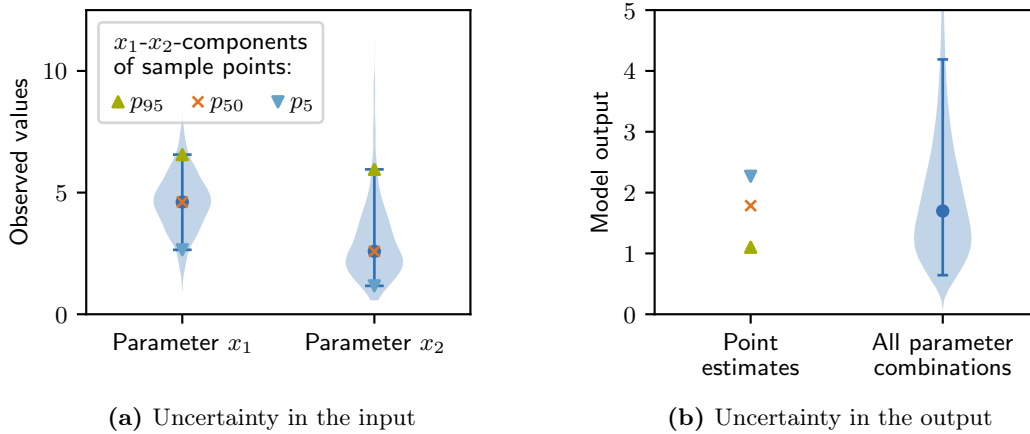 x₁-x₂-components
of sample points:
p₉₅ p₅₀ p₅
Observed values
10
5
0
Parameter x₁ Parameter x₂
(a) Uncertainty in the input
Model output
5
4
3
2
1
0
Point
estimates
All parameter
combinations
(b) Uncertainty in the output